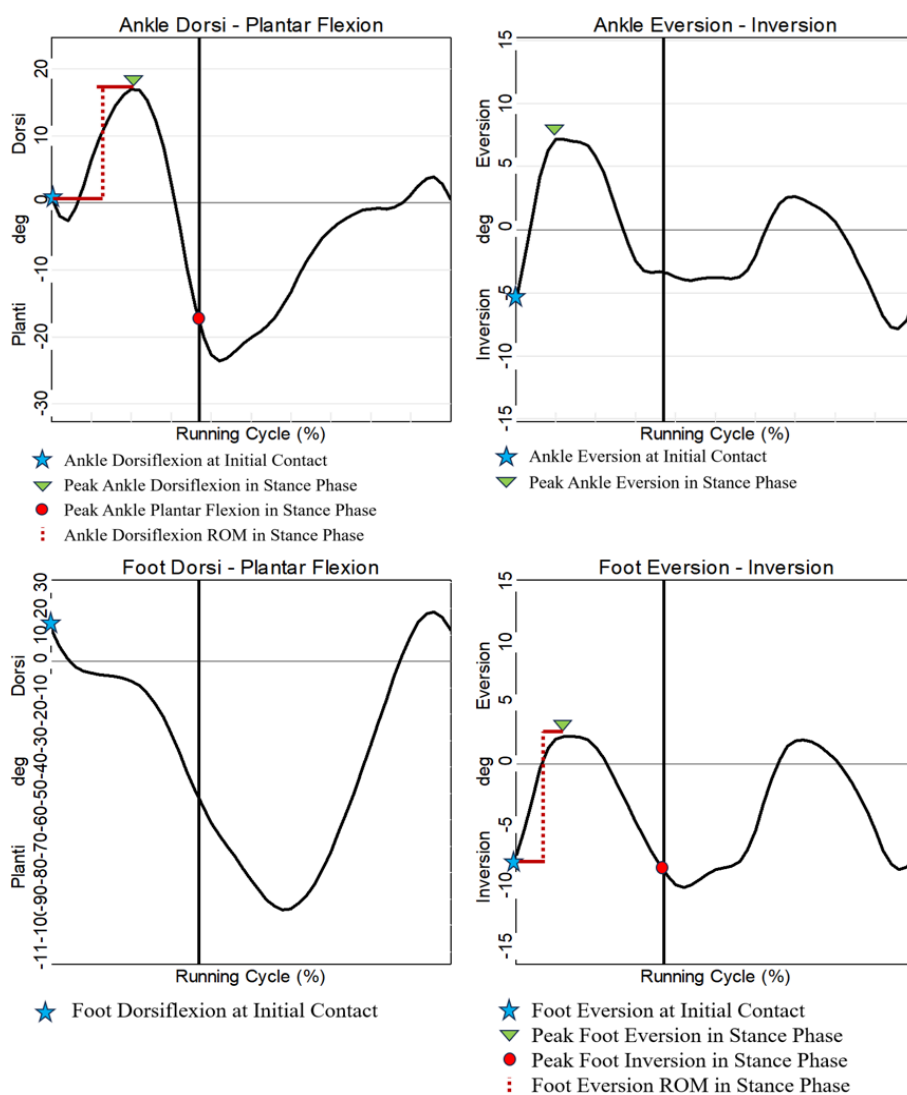 Ankle Dorsi - Plantar Flexion
20
Dorsi
10
0
deg
-10
Planti
-20
-30
Running Cycle (%)
Ankle Dorsiflexion at Initial Contact
Peak Ankle Dorsiflexion in Stance Phase
Peak Ankle Plantar Flexion in Stance Phase
Ankle Dorsiflexion ROM in Stance Phase
Ankle Eversion - Inversion
15
10
Eversion
5
0
deg
-5
Inversion
-10
-15
Running Cycle (%)
Ankle Eversion at Initial Contact
Peak Ankle Eversion in Stance Phase
Foot Dorsi - Plantar Flexion
30
20
10
Dorsi
0
-10
-20
deg
-30
-40
-50
-60
-70
Planti
-80
-90
-10(
-11
Running Cycle (%)
Foot Dorsiflexion at Initial Contact
Foot Eversion - Inversion
15
10
Eversion
5
0
deg
-5
Inversion
-10
-15
Running Cycle (%)
Foot Eversion at Initial Contact
Peak Foot Eversion in Stance Phase
Peak Foot Inversion in Stance Phase
Foot Eversion ROM in Stance Phase